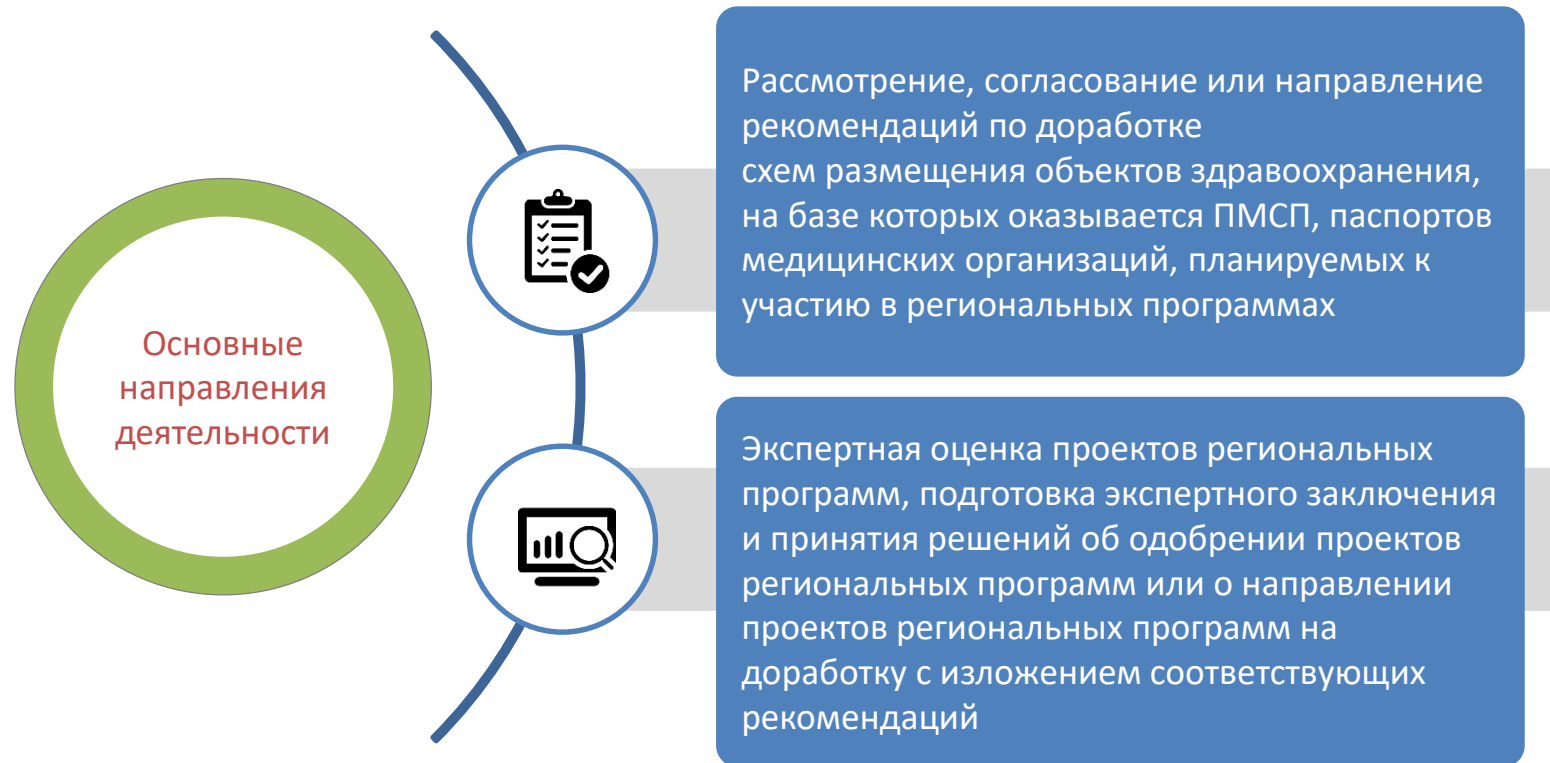 Основные
направления
деятельности
Рассмотрение, согласование или направление
рекомендаций по доработке
схем размещения объектов здравоохранения,
на базе которых оказывается ПМСП, паспортов
медицинских организаций, планируемых к
участию в региональных программах
Экспертная оценка проектов региональных
программ, подготовка экспертного заключения
и принятия решений об одобрении проектов
региональных программ или о направлении
проектов региональных программ на
доработку с изложением соответствующих
рекомендаций